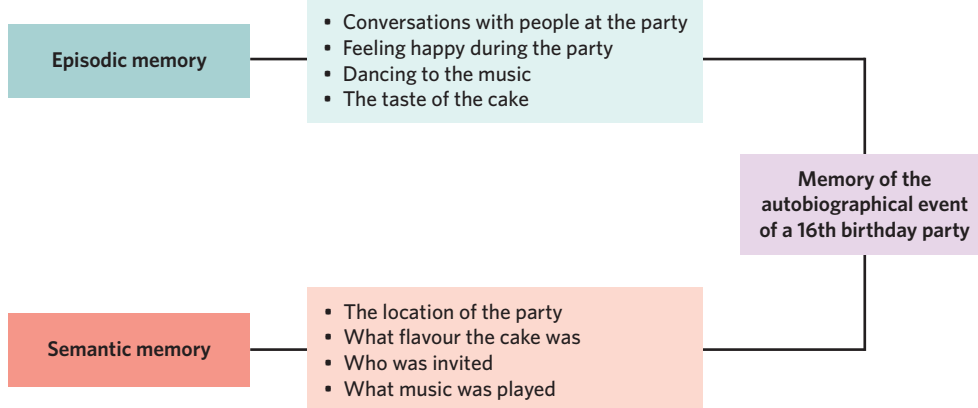 Episodic memory
• Conversations with people at the party
• Feeling happy during the party
• Dancing to the music
• The taste of the cake
Memory of the
autobiographical event
of a 16th birthday party
Semantic memory
• The location of the party
• What flavour the cake was
• Who was invited
• What music was played